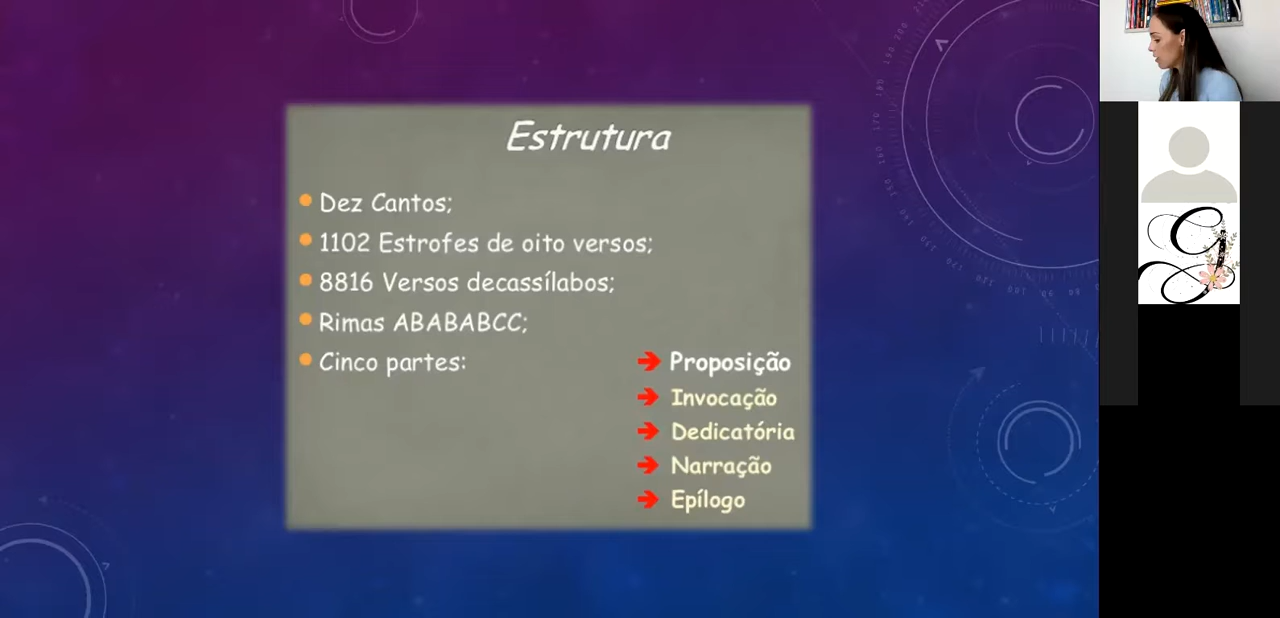 Estrutura
Dez Cantos;
1102 Estrofes de oito versos;
8816 Versos decassílabos;
Rimas ABABABCC;
Cinco partes:
Proposição
Invocação
Dedicatória
Narração
Epílogo